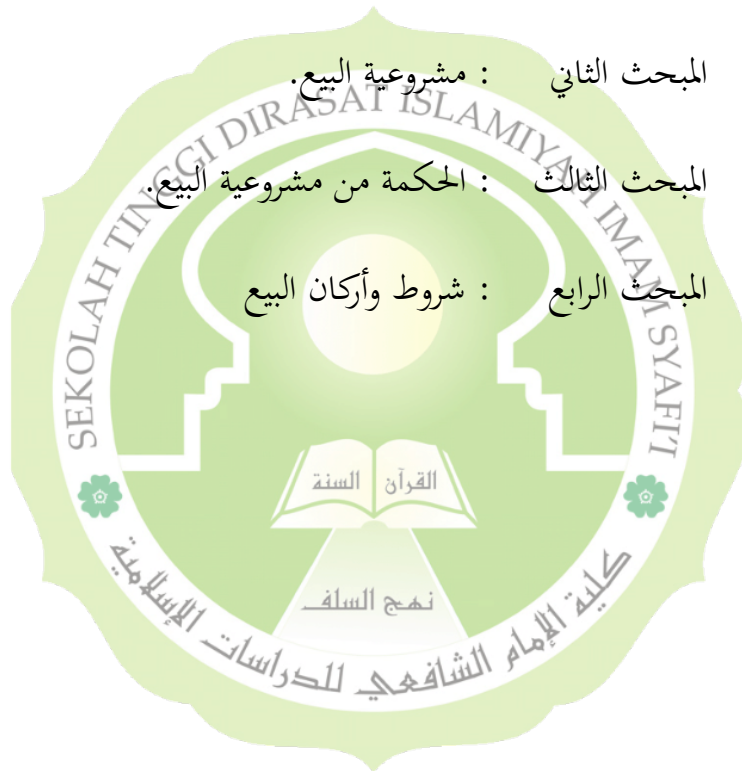 المبحث الثاني : مشروعية البيع.
SEKOLAH TINGGI DIRASAT ISLAMIYAH IMAM SYAFI'I
المبحث الثالث : الحكمة من مشروعية البيع.
المبحث الرابع : شروط وأركان البيع
القرآن السنة
نهج السلف
كلية الإمام الشافعي للدراسات الإسلامية